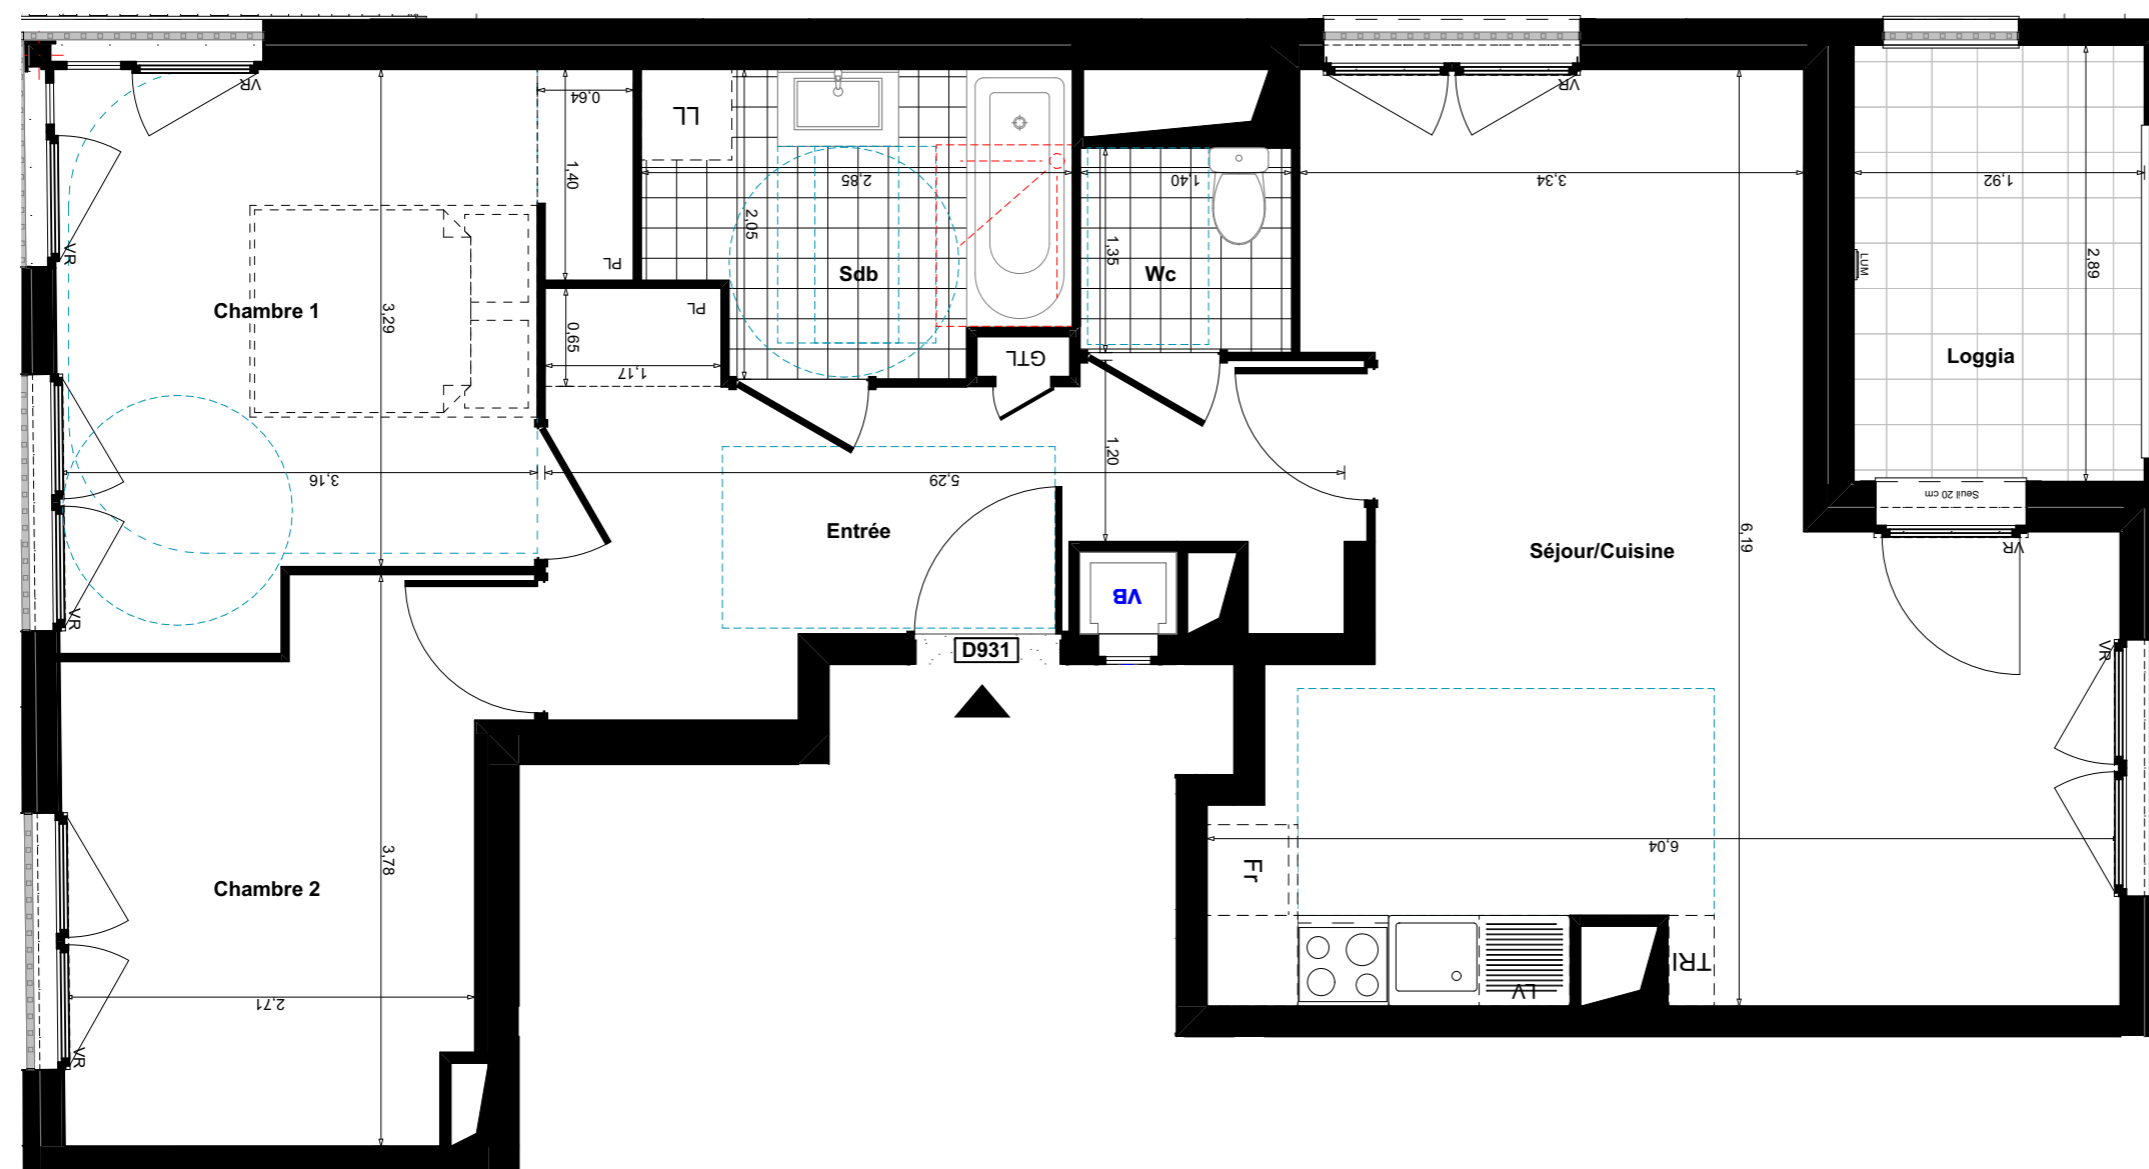 VR
0,64
LL
VR
1,40
2,85
1,40
3,34
1,92
2,05
1,35
VR
PL
Sdb
Wc
LUM
2,89
Chambre 1
3,29
PL
0,65
GTL
Loggia
1,17
1,20
3,16
5,29
Seuil 20 cm
Entrée
6,19
Séjour/Cuisine
VR
VB
VR
D931
VR
3,78
6,04
Fr
Chambre 2
TRI
LV
2,71
VR